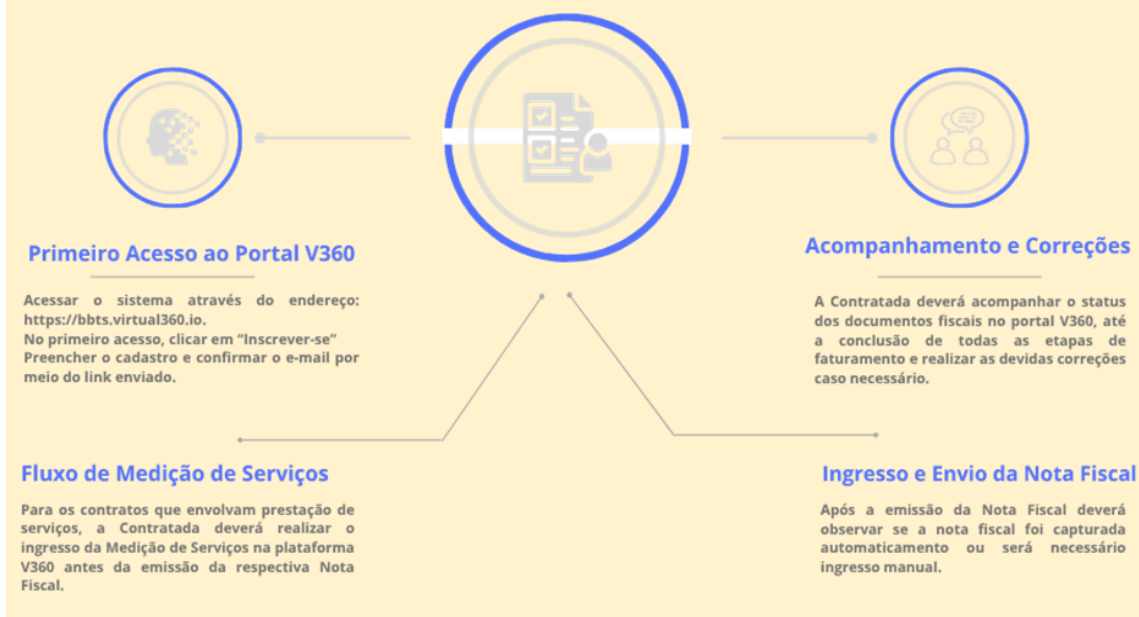 Primeiro Acesso ao Portal V360
Acessar o sistema através do endereço:
https://bbts.virtual360.io.
No primeiro acesso, clicar em “Inscrever-se”
Preencher o cadastro e confirmar o e-mail por
meio do link enviado.
Acompanhamento e Correções
A Contratada deverá acompanhar o status
dos documentos fiscais no portal V360, até
a conclusão de todas as etapas de
faturamento e realizar as devidas correções
caso necessário.
Fluxo de Medição de Serviços
Para os contratos que envolvam prestação de
serviços, a Contratada deverá realizar o
ingresso da Medição de Serviços na plataforma
V360 antes da emissão da respectiva Nota
Fiscal.
Ingresso e Envio da Nota Fiscal
Após a emissão da Nota Fiscal deverá
observar se a nota fiscal foi capturada
automaticamento ou será necessário
ingresso manual.